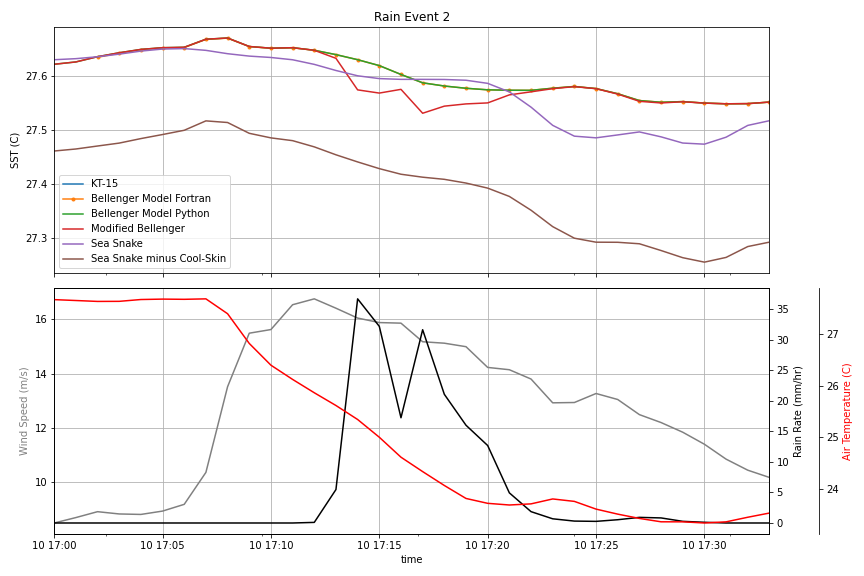 Rain Event 2
27.6
27.5
27.4
27.3
SST (C)
KT-15
Bellenger Model Fortran
Bellenger Model Python
Modified Bellenger
Sea Snake
Sea Snake minus Cool-Skin
16
14
12
10
Wind Speed (m/s)
35
30
25
20
15
10
5
0
Rain Rate (mm/hr)
27
26
25
24
Air Temperature (C)
10 17:00
10 17:05
10 17:10
10 17:15
10 17:20
10 17:25
10 17:30
time